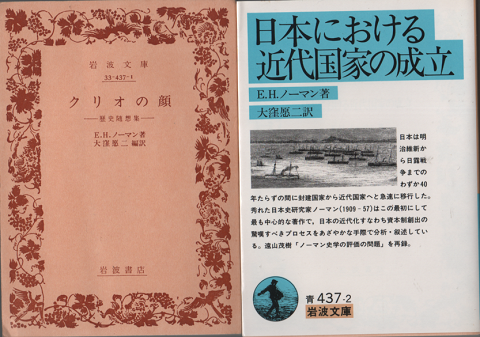 岩波文庫
33-437-1
クリオの顔
―歴史随想集―
E.H.ノーマン著
大窪愿二 編訳
岩波書店
日本における
近代国家の成立
E.H.ノーマン著
大窪愿二訳
日本は明
治維新か
ら日露戦
争までの
わずか40
年たらずの間に封建国家から近代国家へと急速に移行した。
秀れた日本史研究家ノーマン(1909-57)はこの最初にして
最も中心的な著作で,日本の近代化すなわち資本制創出の
驚嘆すべきプロセスをあざやかな手際で分析・叙述してい
る。遠山茂樹「ノーマン史学の評価の問題」を再録。
青 437-2
岩波文庫